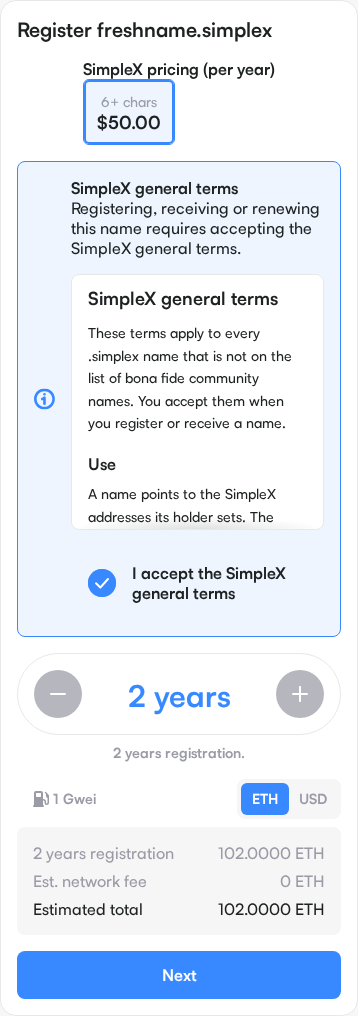 Register freshname.simplex
SimpleX pricing (per year)
6+ chars
$50.00
SimpleX general terms
Registering, receiving or renewing
this name requires accepting the
SimpleX general terms.
SimpleX general terms
These terms apply to every
.simplex name that is not on the
list of bona fide community
names. You accept them when
you register or receive a name.
Use
A name points to the SimpleX
addresses its holder sets. The
I accept the SimpleX
general terms
2 years
2 years registration.
1 Gwei
ETH USD
2 years registration 102.0000 ETH
Est. network fee 0 ETH
Estimated total 102.0000 ETH
Next